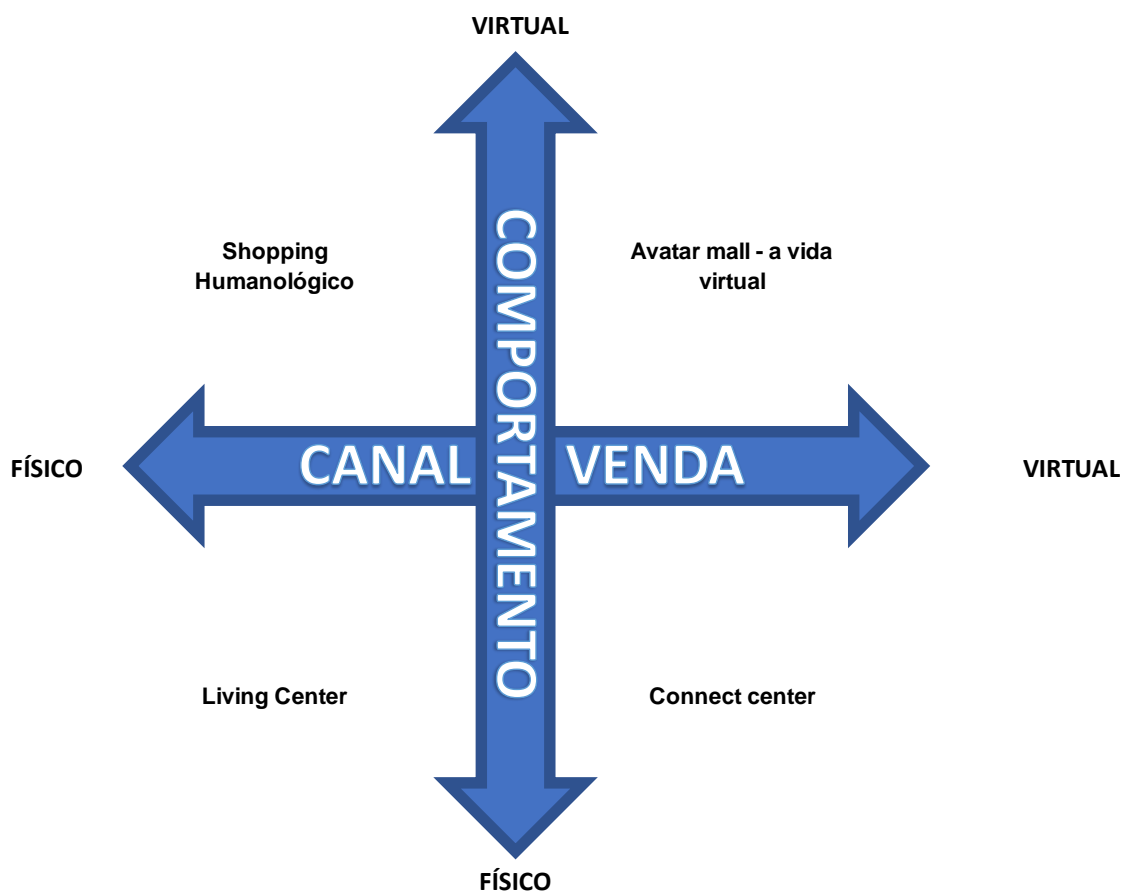 VIRTUAL
Shopping
Humanológico
Avatar mall - a vida
virtual
COMPORTAMENTO
FÍSICO
CANAL VENDA
VIRTUAL
Living Center
Connect center
FÍSICO